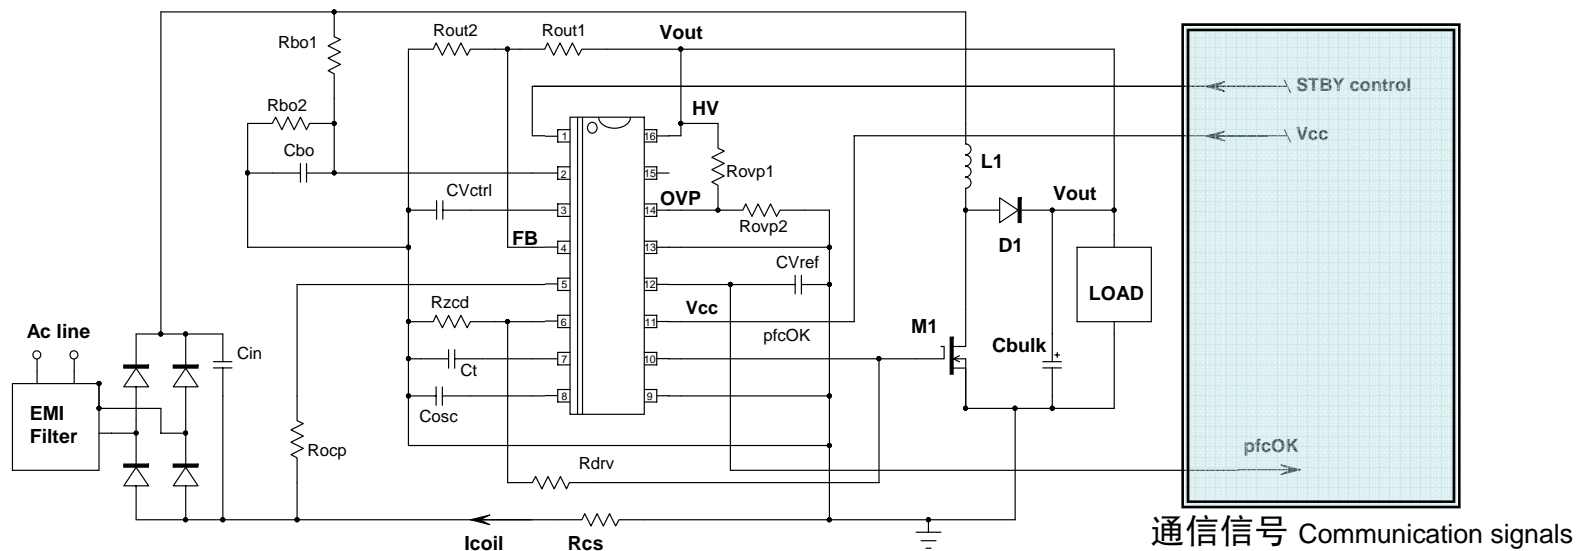 Rbo1
Rout2
Rout1
Vout
STBY control
Rbo2
HV
Vcc
Cbo
1
16
L1
2
15
Rovp1
CVctrl
OVP
Vout
3
14
Rovp2
FB
D1
4
13
CVref
5
12
LOAD
Rzcd
Vcc
Ac line
6
11
M1
pfcOK
Cbulk
+
Cin
7
10
Ct
EMI
Filter
8
9
Cosc
Rocp
pfcOK
Rdrv
Icoil
Rcs
通信信号 Communication signals